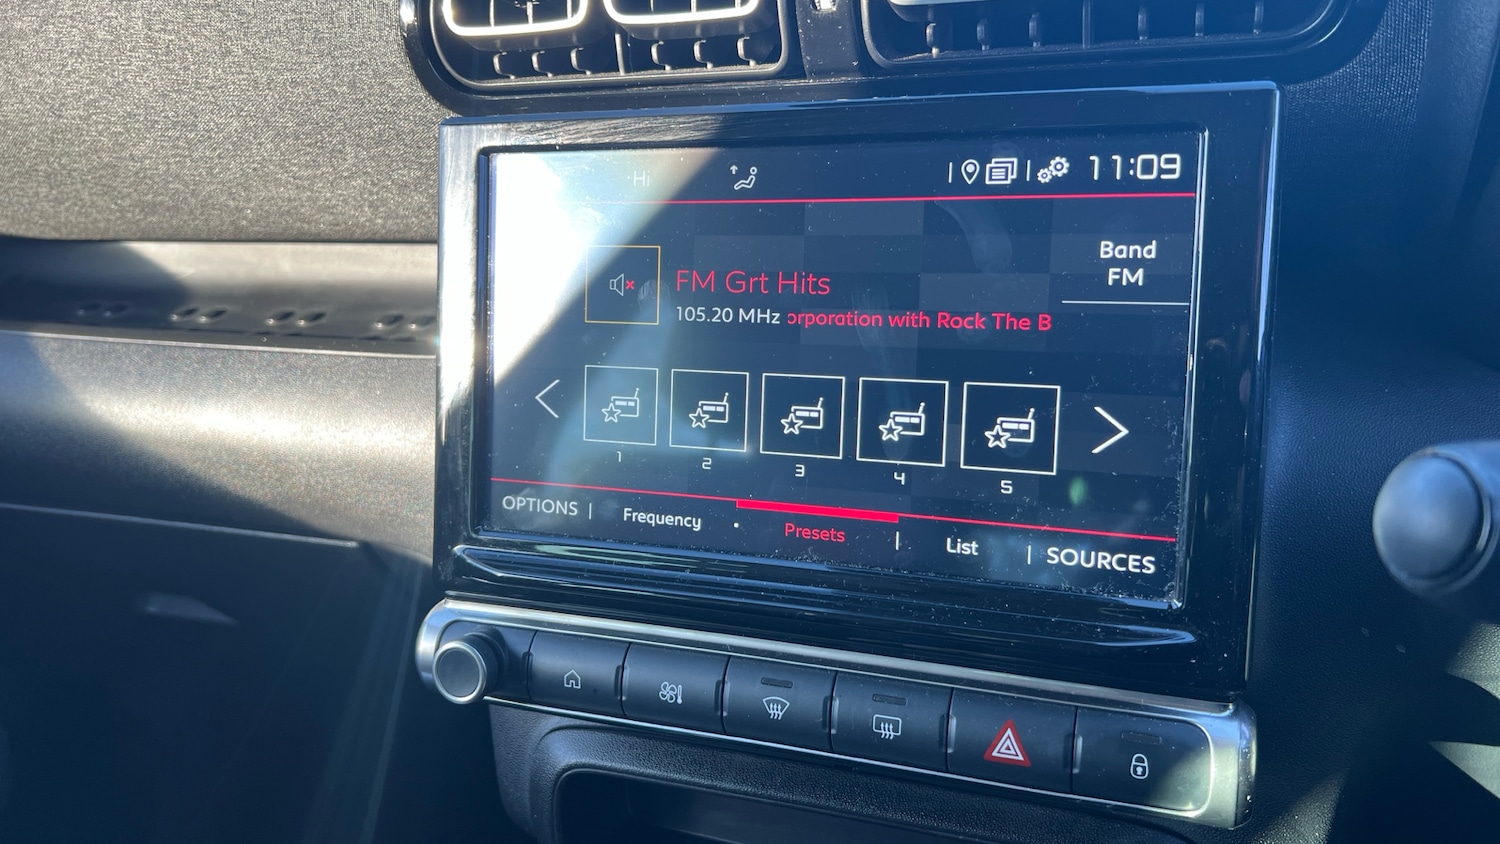 Hi
11:09
Band
FM
FM Grt Hits
105.20 MHz orporation with Rock The B
1 2 3 4 5
OPTIONS | Frequency Presets | List | SOURCES